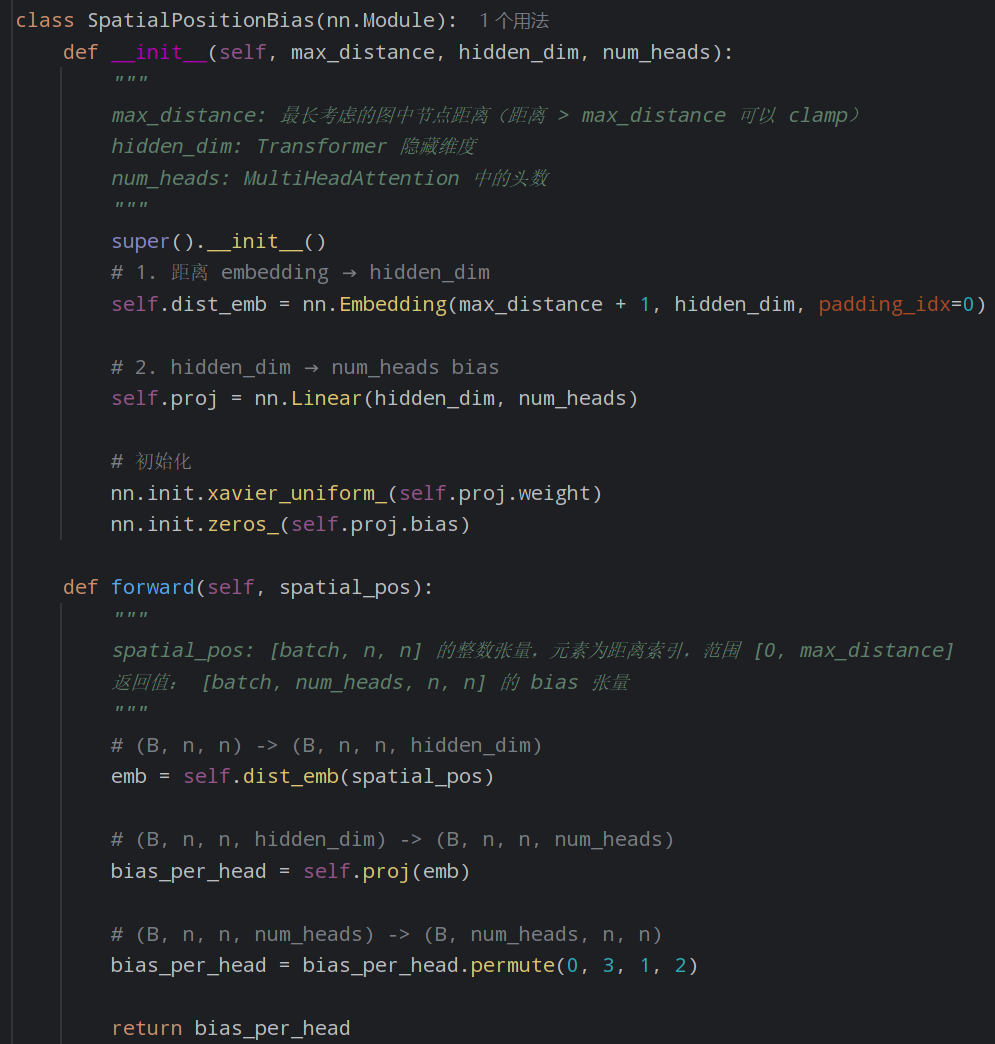 class SpatialPositionBias(nn.Module):  1 个用法
    def __init__(self, max_distance, hidden_dim, num_heads):
        """
        max_distance: 最长考虑的图中节点距离（距离 > max_distance 可以 clamp）
        hidden_dim: Transformer 隐藏维度
        num_heads: MultiHeadAttention 中的头数
        """
        super().__init__()
        # 1. 距离 embedding → hidden_dim
        self.dist_emb = nn.Embedding(max_distance + 1, hidden_dim, padding_idx=0)

        # 2. hidden_dim → num_heads bias
        self.proj = nn.Linear(hidden_dim, num_heads)

        # 初始化
        nn.init.xavier_uniform_(self.proj.weight)
        nn.init.zeros_(self.proj.bias)

    def forward(self, spatial_pos):
        """
        spatial_pos: [batch, n, n] 的整数张量，元素为距离索引，范围 [0, max_distance]
        返回值： [batch, num_heads, n, n] 的 bias 张量
        """
        # (B, n, n) -> (B, n, n, hidden_dim)
        emb = self.dist_emb(spatial_pos)

        # (B, n, n, hidden_dim) -> (B, n, n, num_heads)
        bias_per_head = self.proj(emb)

        # (B, n, n, num_heads) -> (B, num_heads, n, n)
        bias_per_head = bias_per_head.permute(0, 3, 1, 2)

        return bias_per_head